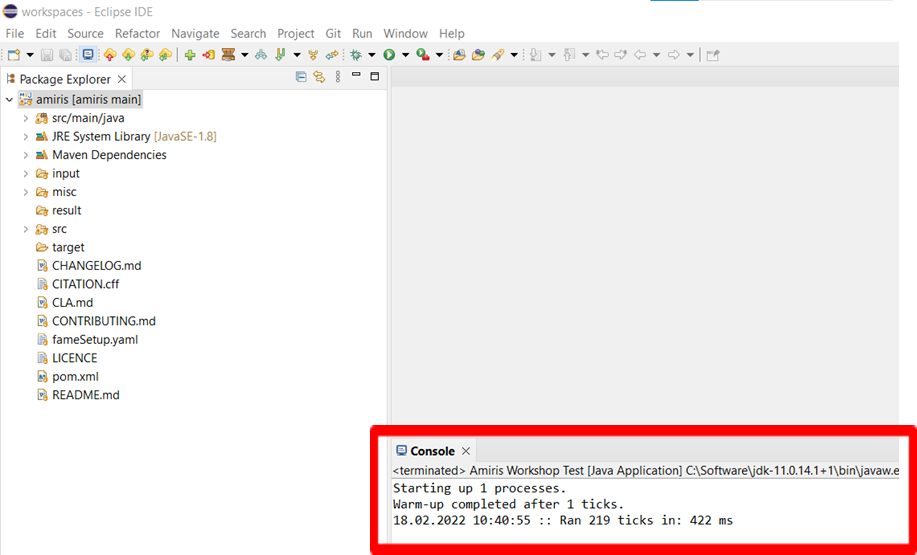 workspaces - Eclipse IDE
File Edit Source Refactor Navigate Search Project Git Run Window Help
Package Explorer
amiris [amiris main]
src/main/java
JRE System Library [JavaSE-1.8]
Maven Dependencies
input
misc
result
src
target
CHANGELOG.md
CITATION.cff
CLA.md
CONTRIBUTING.md
fameSetup.yaml
LICENCE
pom.xml
README.md
Console
<terminated> Amiris Workshop Test [Java Application] C:\Software\jdk-11.0.14.1+1\bin\javaw.e
Starting up 1 processes.
Warm-up completed after 1 ticks.
18.02.2022 10:40:55 :: Ran 219 ticks in: 422 ms